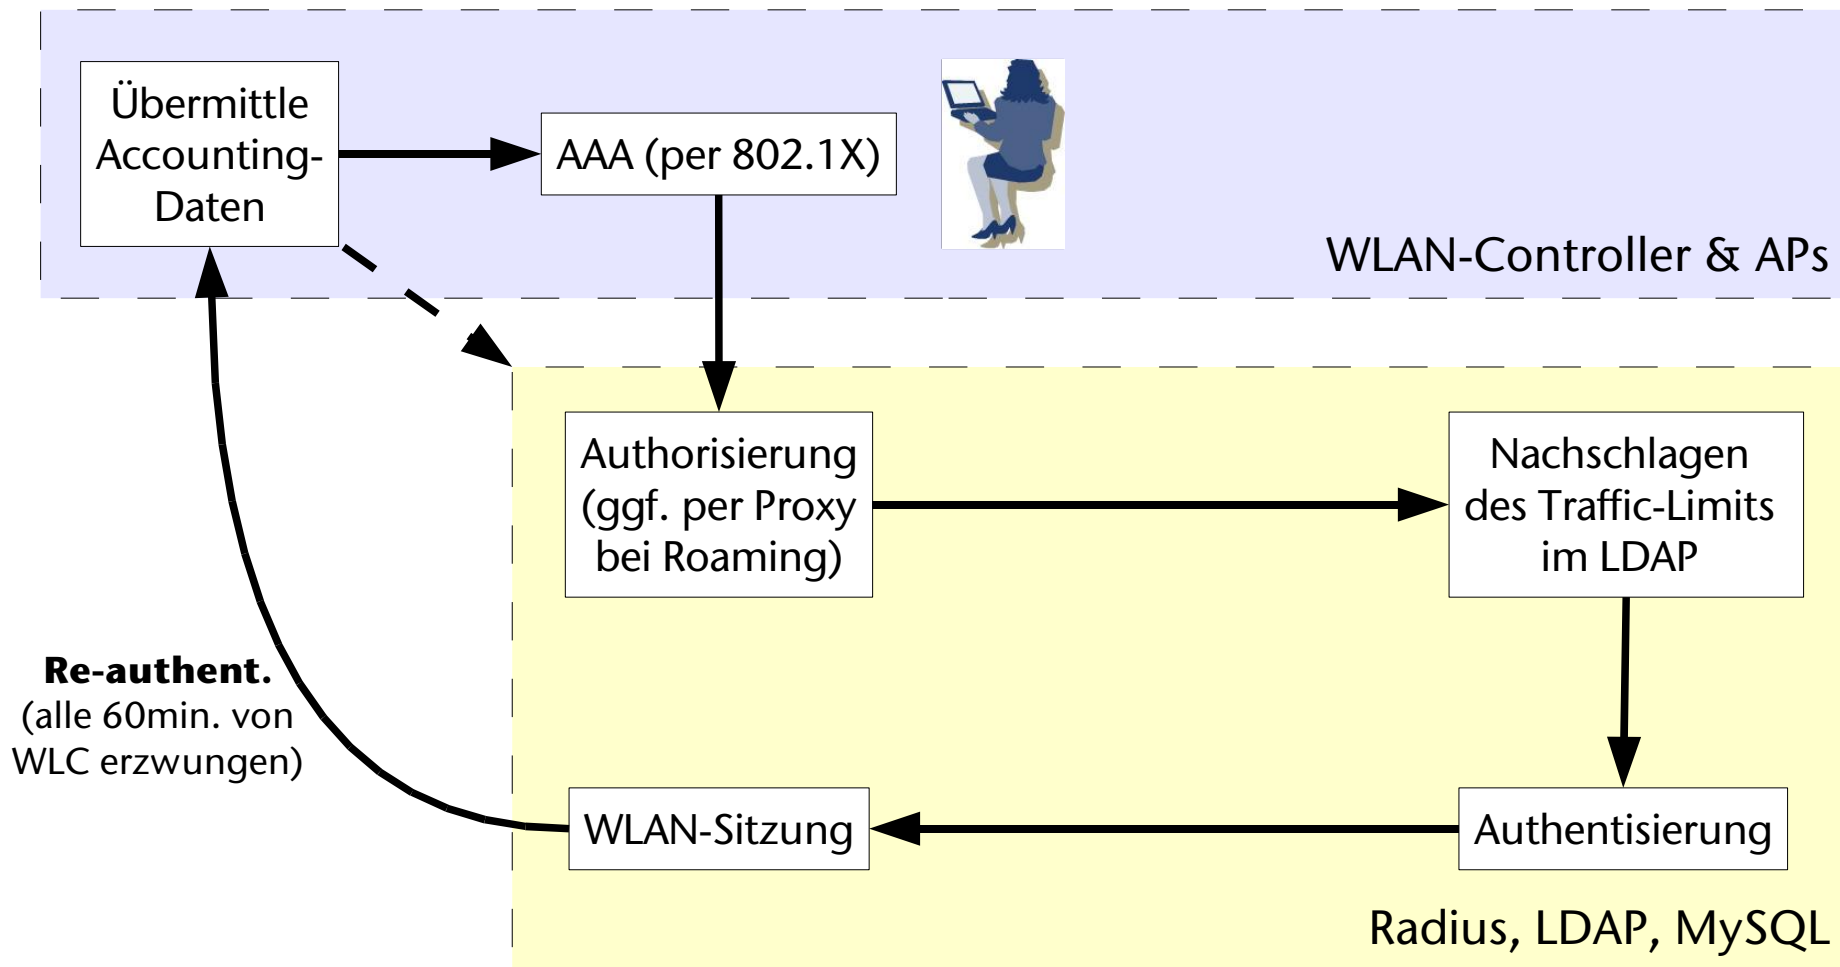 Übermittle
Accounting-
Daten
AAA (per 802.1X)
WLAN-Controller & APs
Authorisierung
(ggf. per Proxy
bei Roaming)
Nachschlagen
des Traffic-Limits
im LDAP
Re-authent.
(alle 60min. von
WLC erzwungen)
WLAN-Sitzung
Authentisierung
Radius, LDAP, MySQL